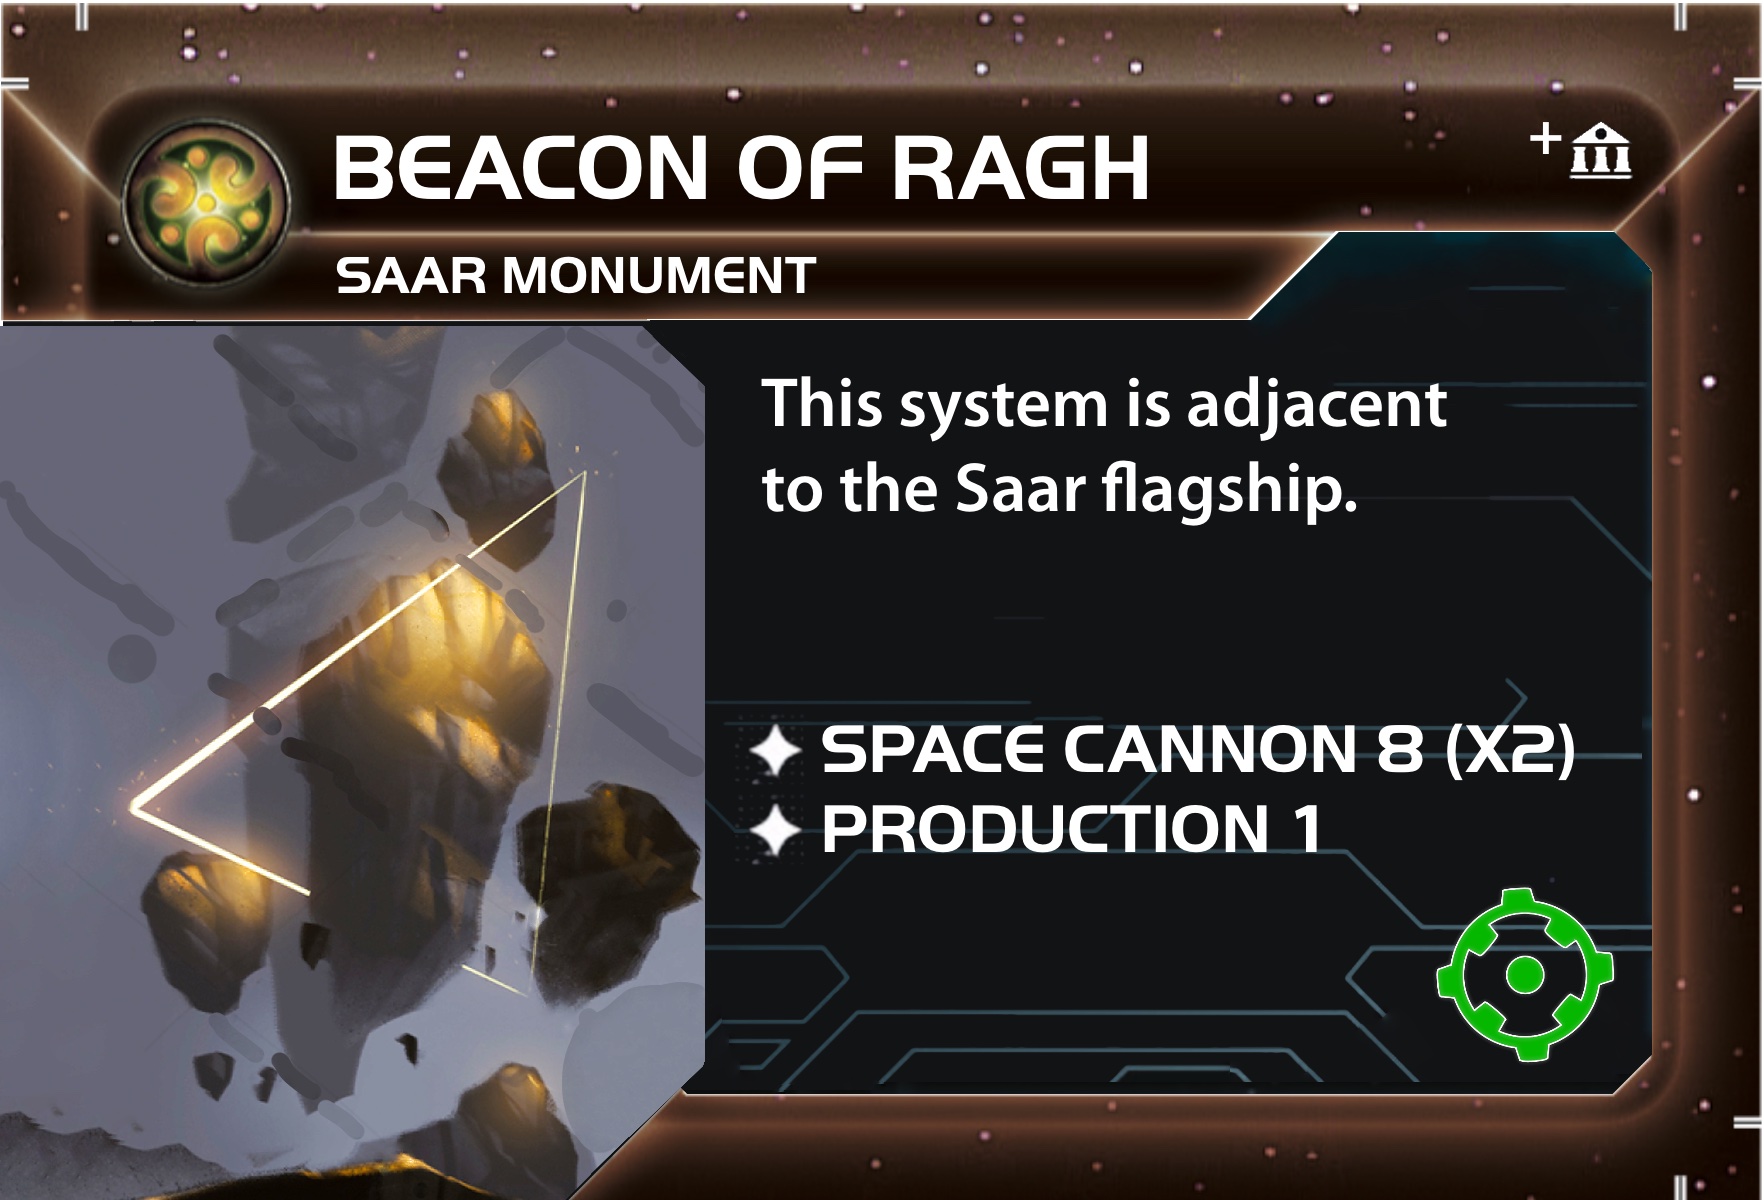 BEACON OF RAGH
+
SAAR MONUMENT
This system is adjacent
to the Saar flagship.
SPACE CANNON 8 (X2)
PRODUCTION 1